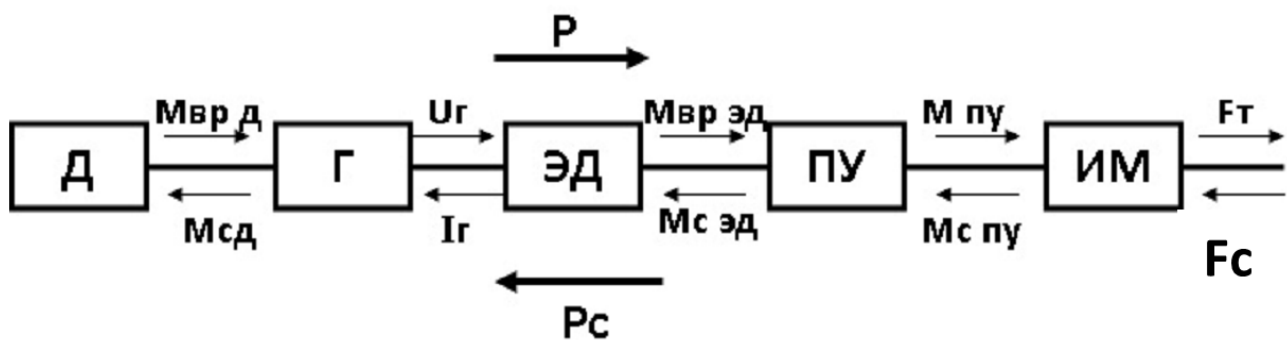 P
Мвр д Uг Мвр эд М пу Fт
Д Г ЭД ПУ ИМ
Мсд Iг Мс эд Мс пу Fc
Pc